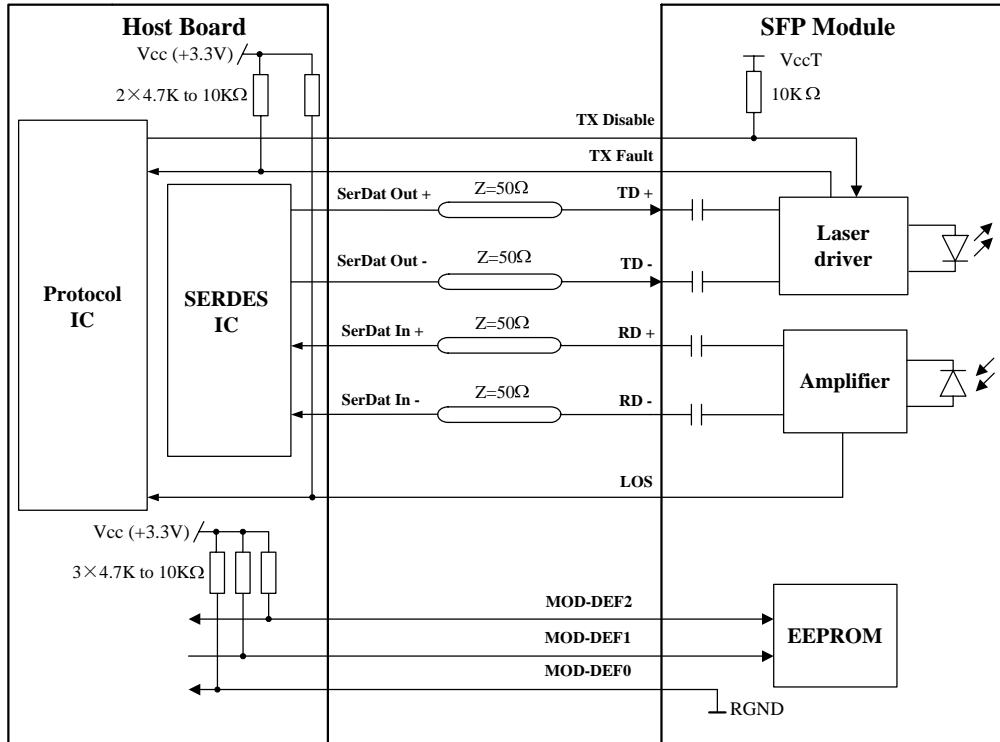 Host Board
SFP Module
Vcc (+3.3V)
VccT
2×4.7K to 10KΩ
10KΩ
TX Disable
TX Fault
SerDat Out +
Z=50Ω
TD +
SerDat Out -
Z=50Ω
TD -
Laser
driver
Protocol
IC
SERDES
IC
SerDat In +
Z=50Ω
RD +
SerDat In -
Z=50Ω
RD -
Amplifier
LOS
Vcc (+3.3V)
3×4.7K to 10KΩ
MOD-DEF2
MOD-DEF1
MOD-DEF0
EEPROM
RGND